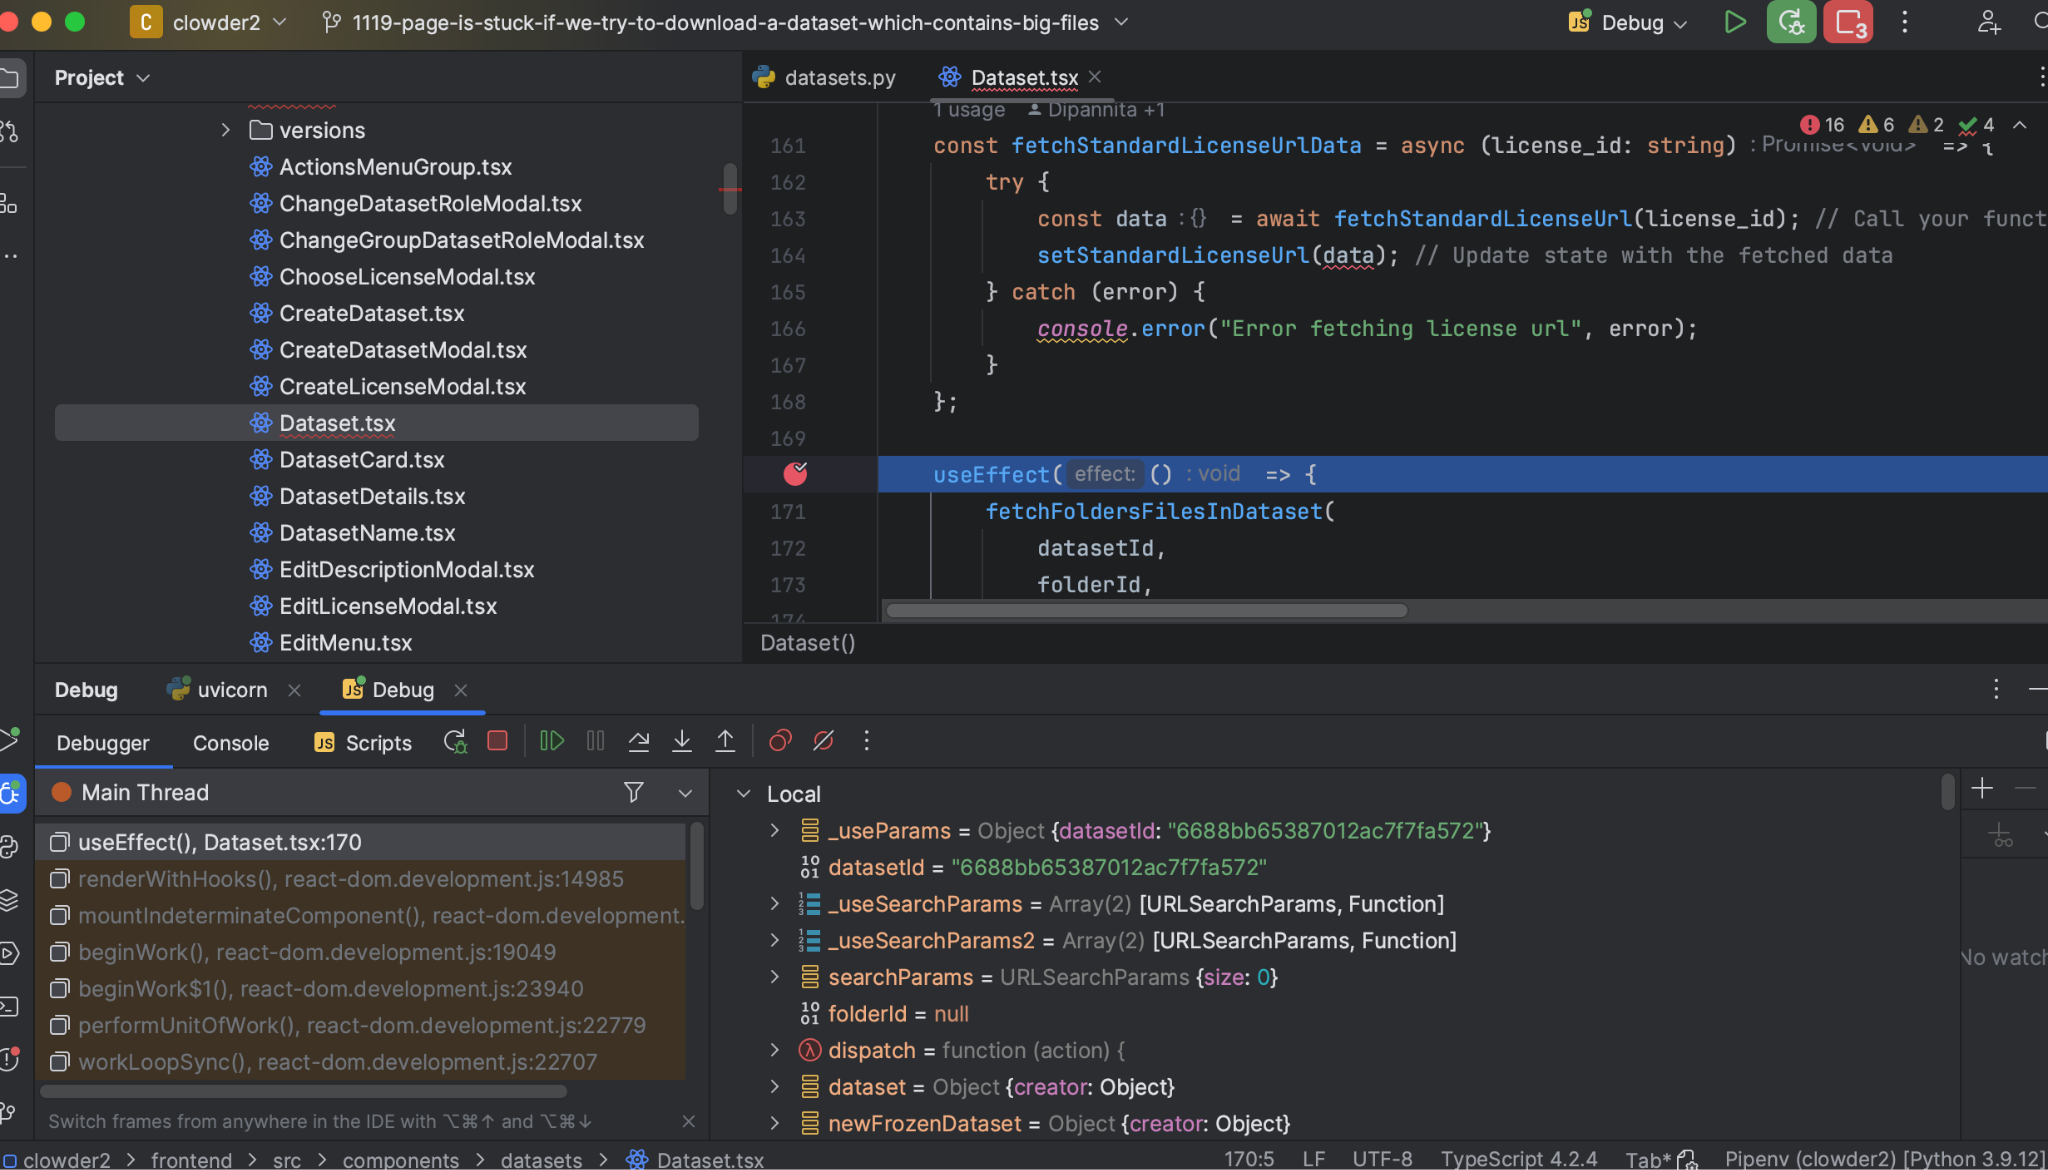 C clowder2 1119-page-is-stuck-if-we-try-to-download-a-dataset-which-contains-big-files JS Debug 3
Project
versions
ActionsMenuGroup.tsx
ChangeDatasetRoleModal.tsx
ChangeGroupDatasetRoleModal.tsx
ChooseLicenseModal.tsx
CreateDataset.tsx
CreateDatasetModal.tsx
CreateLicenseModal.tsx
Dataset.tsx
DatasetCard.tsx
DatasetDetails.tsx
DatasetName.tsx
EditDescriptionModal.tsx
EditLicenseModal.tsx
EditMenu.tsx
datasets.py Dataset.tsx
1 usage Dipannita +1
16 6 2 4
161 const fetchStandardLicenseUrlData = async (license_id: string) : Promise<void> => {
162 try {
163 const data :{} = await fetchStandardLicenseUrl(license_id); // Call your funct
164 setStandardLicenseUrl(data); // Update state with the fetched data
165 } catch (error) {
166 console.error("Error fetching license url", error);
167 }
168 };
169
useEffect( effect: () : void => {
171 fetchFoldersFilesInDataset(
172 datasetId,
173 folderId,
174
Dataset()
Debug uvicorn JS Debug
Debugger Console JS Scripts
Main Thread
useEffect(), Dataset.tsx:170
renderWithHooks(), react-dom.development.js:14985
mountIndeterminateComponent(), react-dom.development.
beginWork(), react-dom.development.js:19049
beginWork$1(), react-dom.development.js:23940
performUnitOfWork(), react-dom.development.js:22779
workLoopSync(), react-dom.development.js:22707
Switch frames from anywhere in the IDE with ⌥⌘↑ and ⌥⌘↓
Local
_useParams = Object {datasetId: "6688bb65387012ac7f7fa572"}
datasetId = "6688bb65387012ac7f7fa572"
_useSearchParams = Array(2) [URLSearchParams, Function]
_useSearchParams2 = Array(2) [URLSearchParams, Function]
searchParams = URLSearchParams {size: 0}
folderId = null
dispatch = function (action) {
dataset = Object {creator: Object}
newFrozenDataset = Object {creator: Object}
No watch
clowder2 > frontend > src > components > datasets > Dataset.tsx 170:5 LF UTF-8 TypeScript 4.2.4 Tab* Pipenv (clowder2) [Python 3.9.12]